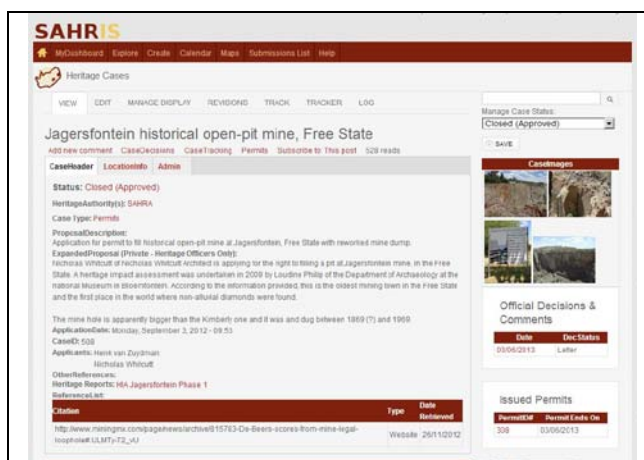 SAHRIS
MyDashboard Explore Create Calendar Maps Submissions List Help
Heritage Cases
VIEW EDIT MANAGE DISPLAY REVISIONS TRACK TRACKER LOG
Manage Case Status:
Closed (Approved)
SAVE
Jagersfontein historical open-pit mine, Free State
Add new comment CaseDecisions CaseTracking Permits Subscribe to This post 528 reads
CaseHeader LocationInfo Admin
Status: Closed (Approved)
HeritageAuthority(s): SAHRA
Case Type: Permits
ProposalDescription:
Application for permit to fill historical open-pit mine at Jagersfontein, Free State with reworked mine dump.
ExpandedProposal (Private - Heritage Officers Only):
Nicholas Whitcutt of Nicholas Whitcutt Architect is applying for the right to filling a pit at Jagersfontein mine, in the Free
State. A heritage impact assessment was undertaken in 2009 by Loudine Philip of the Department of Archaeology at the
national Museum in Bloemfontein. According to the information provided, this is the oldest mining town in the Free State
and the first place in the world where non-alluvial diamonds were found.
The mine hole is apparently bigger than the Kimberly one and it was and dug between 1869 (?) and 1969.
ApplicationDate: Monday, September 3, 2012 - 09:53
CaseID: 508
Applicants: Henk van Zuydman
Nicholas Whitcutt
OtherReferences:
Heritage Reports: HIA Jagersfontein Phase 1
ReferenceList:
Citation Type Date Retrieved
http://www.miningmx.com/page/news/archive/815783-De-Beers-scores-from-mine-legal-
loophole#.ULMTy-T2_vU Website 26/11/2012
CaseImages
Official Decisions &
Comments
Date DecStatus
03/06/2013 Letter
Issued Permits
PermitID# Permit Ends On
308 03/06/2013